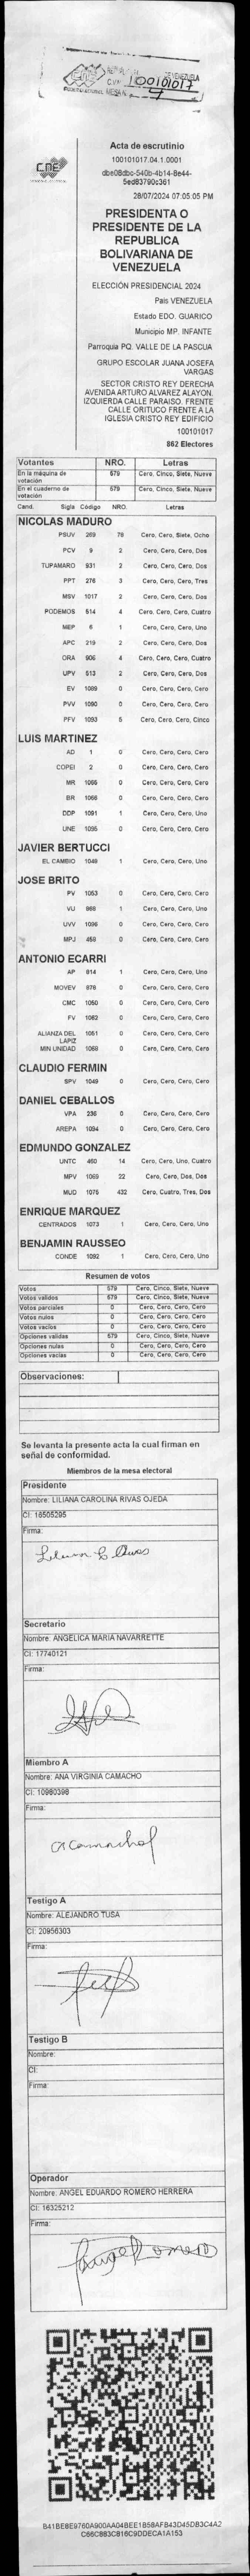 CNE
100101017
MESA
Acta de escrutinio
100101017.04.1.0001
dbe08dbc-540b-4b14-8e44-
5ed83790c361
28/07/2024 07:05:05 PM
PRESIDENTA O
PRESIDENTE DE LA
REPUBLICA
BOLIVARIANA DE
VENEZUELA
ELECCIÓN PRESIDENCIAL 2024
País VENEZUELA
Estado EDO. GUARICO
Municipio MP. INFANTE
Parroquia PQ. VALLE DE LA PASCUA
GRUPO ESCOLAR JUANA JOSEFA
VARGAS
SECTOR CRISTO REY DERECHA
AVENIDA ARTURO ALVAREZ ALAYON.
IZQUIERDA CALLE PARAISO. FRENTE
CALLE ORITUCO FRENTE A LA
IGLESIA CRISTO REY EDIFICIO
100101017
862 Electores
Votantes NRO. Letras
En la máquina de votación 579 Cero, Cinco, Siete, Nueve
En el cuaderno de votación 579 Cero, Cinco, Siete, Nueve
Cand. Sigla Código NRO. Letras
NICOLAS MADURO
PSUV 269 78 Cero, Cero, Siete, Ocho
PCV 9 2 Cero, Cero, Cero, Dos
TUPAMARO 931 2 Cero, Cero, Cero, Dos
PPT 276 3 Cero, Cero, Cero, Tres
MSV 1017 2 Cero, Cero, Cero, Dos
PODEMOS 514 4 Cero, Cero, Cero, Cuatro
MEP 6 1 Cero, Cero, Cero, Uno
APC 219 2 Cero, Cero, Cero, Dos
ORA 906 4 Cero, Cero, Cero, Cuatro
UPV 513 2 Cero, Cero, Cero, Dos
EV 1089 0 Cero, Cero, Cero, Cero
PVV 1090 0 Cero, Cero, Cero, Cero
PFV 1093 5 Cero, Cero, Cero, Cinco
LUIS MARTINEZ
AD 1 0 Cero, Cero, Cero, Cero
COPEI 2 0 Cero, Cero, Cero, Cero
MR 1066 0 Cero, Cero, Cero, Cero
BR 1068 0 Cero, Cero, Cero, Cero
DDP 1091 1 Cero, Cero, Cero, Uno
UNE 1095 0 Cero, Cero, Cero, Cero
JAVIER BERTUCCI
EL CAMBIO 1048 1 Cero, Cero, Cero, Uno
JOSE BRITO
PV 1053 0 Cero, Cero, Cero, Cero
VU 968 1 Cero, Cero, Cero, Uno
UVV 1096 0 Cero, Cero, Cero, Cero
MPJ 458 0 Cero, Cero, Cero, Cero
ANTONIO ECARRI
AP 814 1 Cero, Cero, Cero, Uno
MOVEV 878 0 Cero, Cero, Cero, Cero
CMC 1050 0 Cero, Cero, Cero, Cero
FV 1062 0 Cero, Cero, Cero, Cero
ALIANZA DEL LAPIZ 1051 0 Cero, Cero, Cero, Cero
MIN UNIDAD 1068 0 Cero, Cero, Cero, Cero
CLAUDIO FERMIN
SPV 1049 0 Cero, Cero, Cero, Cero
DANIEL CEBALLOS
VPA 236 0 Cero, Cero, Cero, Cero
AREPA 1094 0 Cero, Cero, Cero, Cero
EDMUNDO GONZALEZ
UNTC 460 14 Cero, Cero, Uno, Cuatro
MPV 1069 22 Cero, Cero, Dos, Dos
MUD 1075 432 Cero, Cuatro, Tres, Dos
ENRIQUE MARQUEZ
CENTRADOS 1073 1 Cero, Cero, Cero, Uno
BENJAMIN RAUSSEO
CONDE 1092 1 Cero, Cero, Cero, Uno
Resumen de votos
Votos 579 Cero, Cinco, Siete, Nueve
Votos validos 579 Cero, Cinco, Siete, Nueve
Votos parciales 0 Cero, Cero, Cero, Cero
Votos nulos 0 Cero, Cero, Cero, Cero
Votos vacíos 0 Cero, Cero, Cero, Cero
Opciones validas 579 Cero, Cinco, Siete, Nueve
Opciones nulas 0 Cero, Cero, Cero, Cero
Opciones vacías 0 Cero, Cero, Cero, Cero
Observaciones:
Se levanta la presente acta la cual firman en
señal de conformidad.
Miembros de la mesa electoral
Presidente
Nombre: LILIANA CAROLINA RIVAS OJEDA
CI: 16505295
Firma:
Secretario
Nombre: ANGELICA MARIA NAVARRETTE
CI: 17740121
Firma:
Miembro A
Nombre: ANA VIRGINIA CAMACHO
CI: 10980398
Firma:
Testigo A
Nombre: ALEJANDRO TUSA
CI: 20956303
Firma:
Testigo B
Nombre:
CI:
Firma:
Operador
Nombre: ANGEL EDUARDO ROMERO HERRERA
CI: 16325212
Firma:
Angel Romero
B41BE8E9760A900AA04BEE1B58AFB43D45DB3C4A2
C66C883C816C9DDECA1A153